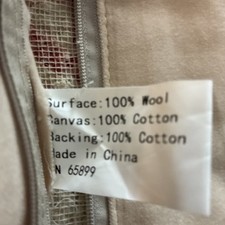 Surface:100% Wool
Canvas:100% Cotton
Backing:100% Cotton
Made in China
N 65899